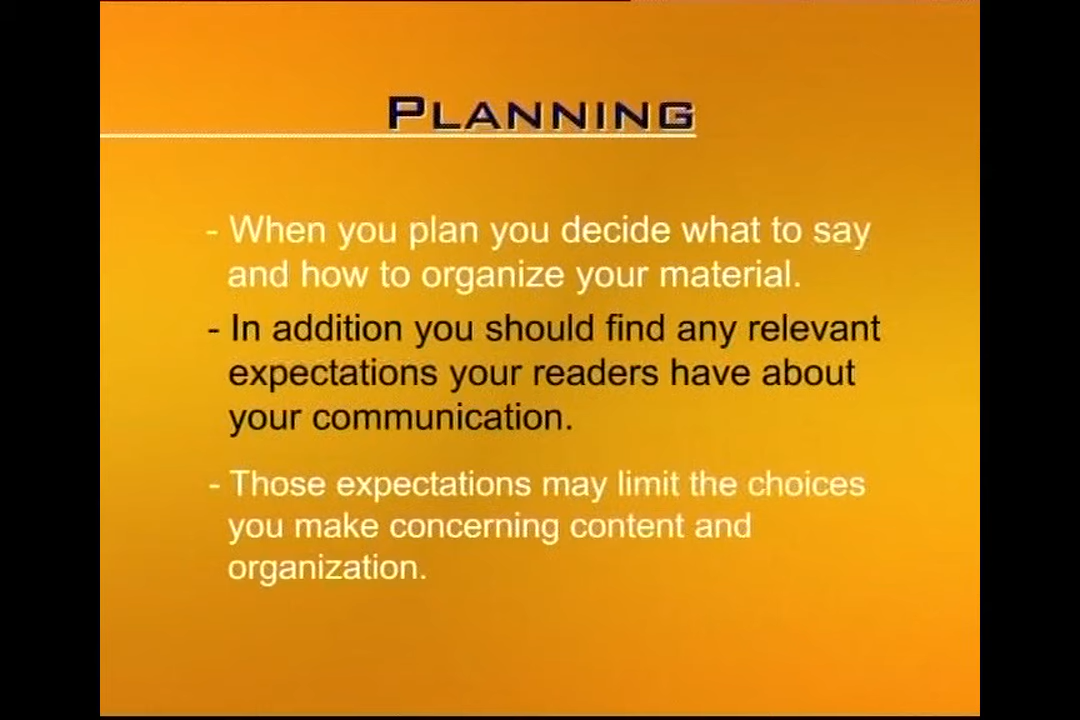 PLANNING
- When you plan you decide what to say
and how to organize your material.
- In addition you should find any relevant
expectations your readers have about
your communication.
- Those expectations may limit the choices
you make concerning content and
organization.